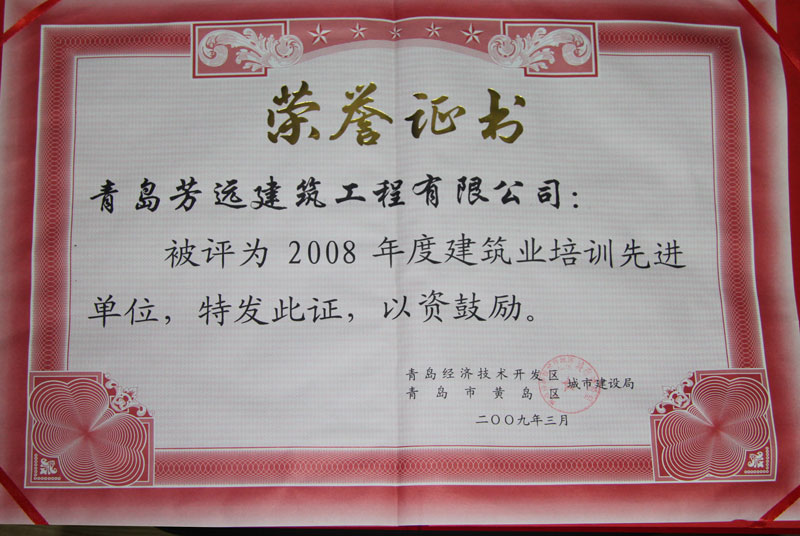 荣誉证书
青岛芳远建筑工程有限公司：
被评为 2008 年度建筑业培训先进
单位，特发此证，以资鼓励。
青岛经济技术开发区
青岛市黄岛区
城市建设局
二〇〇九年三月